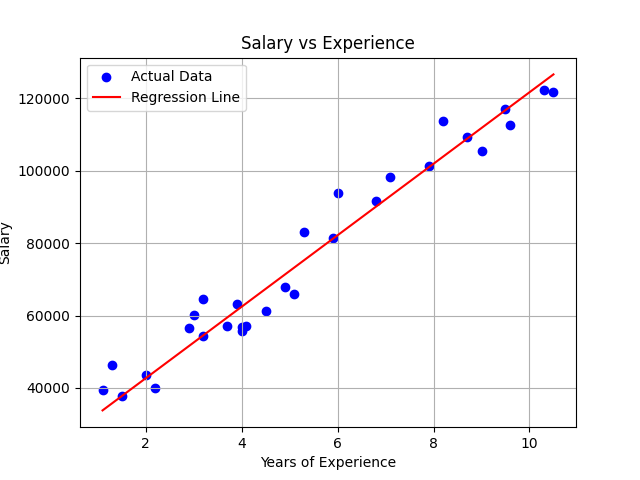 Salary vs Experience
Actual Data
Regression Line
120000
100000
80000
60000
40000
Salary
2 4 6 8 10
Years of Experience